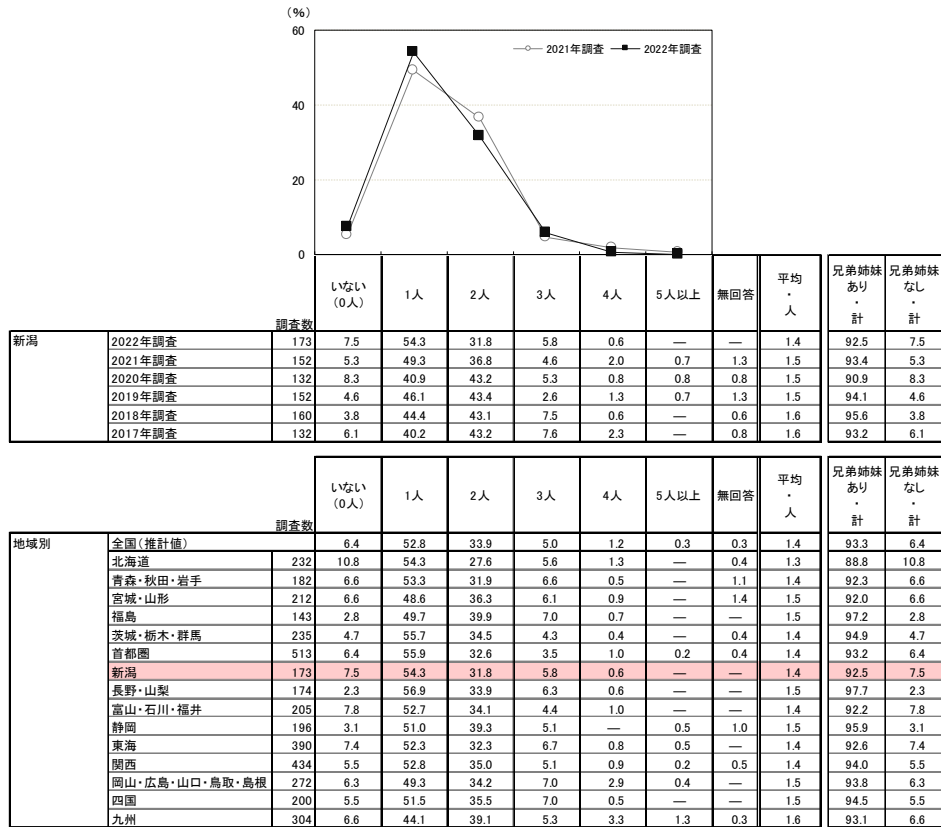 (%)
60
40
20
0
2021年調査 2022年調査
調査数 いない(0人) 1人 2人 3人 4人 5人以上 無回答 平均・人 兄弟姉妹あり・計 兄弟姉妹なし・計
新潟 2022年調査 173 7.5 54.3 31.8 5.8 0.6 — — 1.4 92.5 7.5
2021年調査 152 5.3 49.3 36.8 4.6 2.0 0.7 1.3 1.5 93.4 5.3
2020年調査 132 8.3 40.9 43.2 5.3 0.8 0.8 0.8 1.5 90.9 8.3
2019年調査 152 4.6 46.1 43.4 2.6 1.3 0.7 1.3 1.5 94.1 4.6
2018年調査 160 3.8 44.4 43.1 7.5 0.6 — 0.6 1.6 95.6 3.8
2017年調査 132 6.1 40.2 43.2 7.6 2.3 — 0.8 1.6 93.2 6.1
調査数 いない(0人) 1人 2人 3人 4人 5人以上 無回答 平均・人 兄弟姉妹あり・計 兄弟姉妹なし・計
地域別 全国(推計値) 6.4 52.8 33.9 5.0 1.2 0.3 0.3 1.4 93.3 6.4
北海道 232 10.8 54.3 27.6 5.6 1.3 — 0.4 1.3 88.8 10.8
青森・秋田・岩手 182 6.6 53.3 31.9 6.6 0.5 — 1.1 1.4 92.3 6.6
宮城・山形 212 6.6 48.6 36.3 6.1 0.9 — 1.4 1.5 92.0 6.6
福島 143 2.8 49.7 39.9 7.0 0.7 — — 1.5 97.2 2.8
茨城・栃木・群馬 235 4.7 55.7 34.5 4.3 0.4 — 0.4 1.4 94.9 4.7
首都圏 513 6.4 55.9 32.6 3.5 1.0 0.2 0.4 1.4 93.2 6.4
新潟 173 7.5 54.3 31.8 5.8 0.6 — — 1.4 92.5 7.5
長野・山梨 174 2.3 56.9 33.9 6.3 0.6 — — 1.5 97.7 2.3
富山・石川・福井 205 7.8 52.7 34.1 4.4 1.0 — — 1.4 92.2 7.8
静岡 196 3.1 51.0 39.3 5.1 — 0.5 1.0 1.5 95.9 3.1
東海 390 7.4 52.3 32.3 6.7 0.8 0.5 — 1.4 92.6 7.4
関西 434 5.5 52.8 35.0 5.1 0.9 0.2 0.5 1.4 94.0 5.5
岡山・広島・山口・鳥取・島根 272 6.3 49.3 34.2 7.0 2.9 0.4 — 1.5 93.8 6.3
四国 200 5.5 51.5 35.5 7.0 0.5 — — 1.5 94.5 5.5
九州 304 6.6 44.1 39.1 5.3 3.3 1.3 0.3 1.6 93.1 6.6